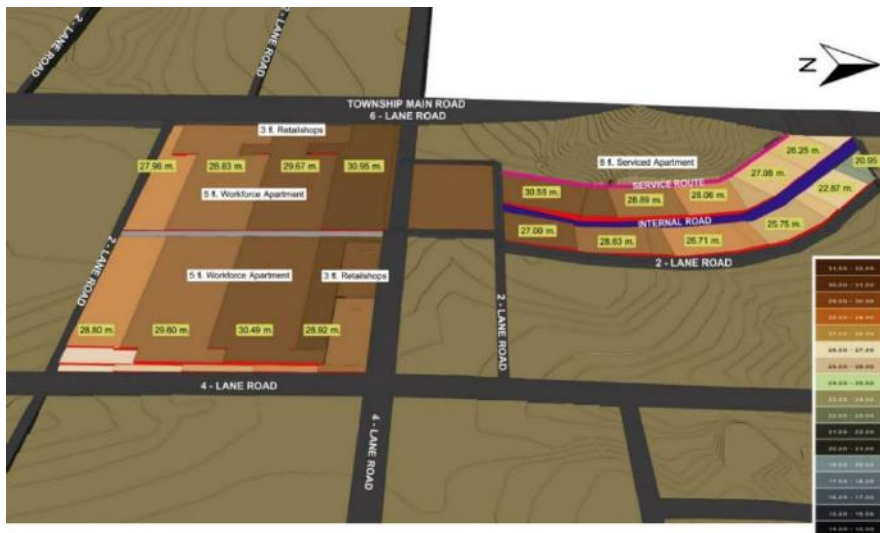 2 - LANE ROAD
2 - LANE ROAD
N
TOWNSHIP MAIN ROAD
6 - LANE ROAD
3 fl. Retailshops
27.98 m.
28.83 m.
29.67 m.
30.95 m.
5 fl. Workforce Apartment
2 - LANE ROAD
5 fl. Workforce Apartment
3 fl. Retailshops
28.80 m.
29.60 m.
30.49 m.
28.92 m.
4 - LANE ROAD
4 - LANE ROAD
2 - LANE ROAD
8 fl. Serviced Apartment
SERVICE ROUTE
30.55 m.
28.89 m.
28.06 m.
27.08 m.
26.25 m.
20.95
INTERNAL ROAD
27.00 m.
28.63 m.
26.71 m.
25.75 m.
22.87 m.
2 - LANE ROAD